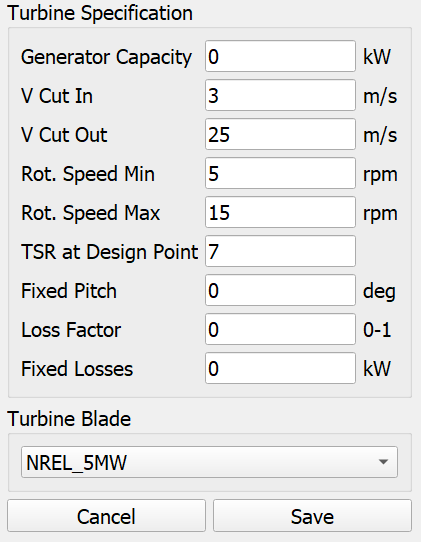 Turbine Specification
Generator Capacity 0 kW
V Cut In 3 m/s
V Cut Out 25 m/s
Rot. Speed Min 5 rpm
Rot. Speed Max 15 rpm
TSR at Design Point 7
Fixed Pitch 0 deg
Loss Factor 0 0-1
Fixed Losses 0 kW
Turbine Blade
NREL_5MW
Cancel Save